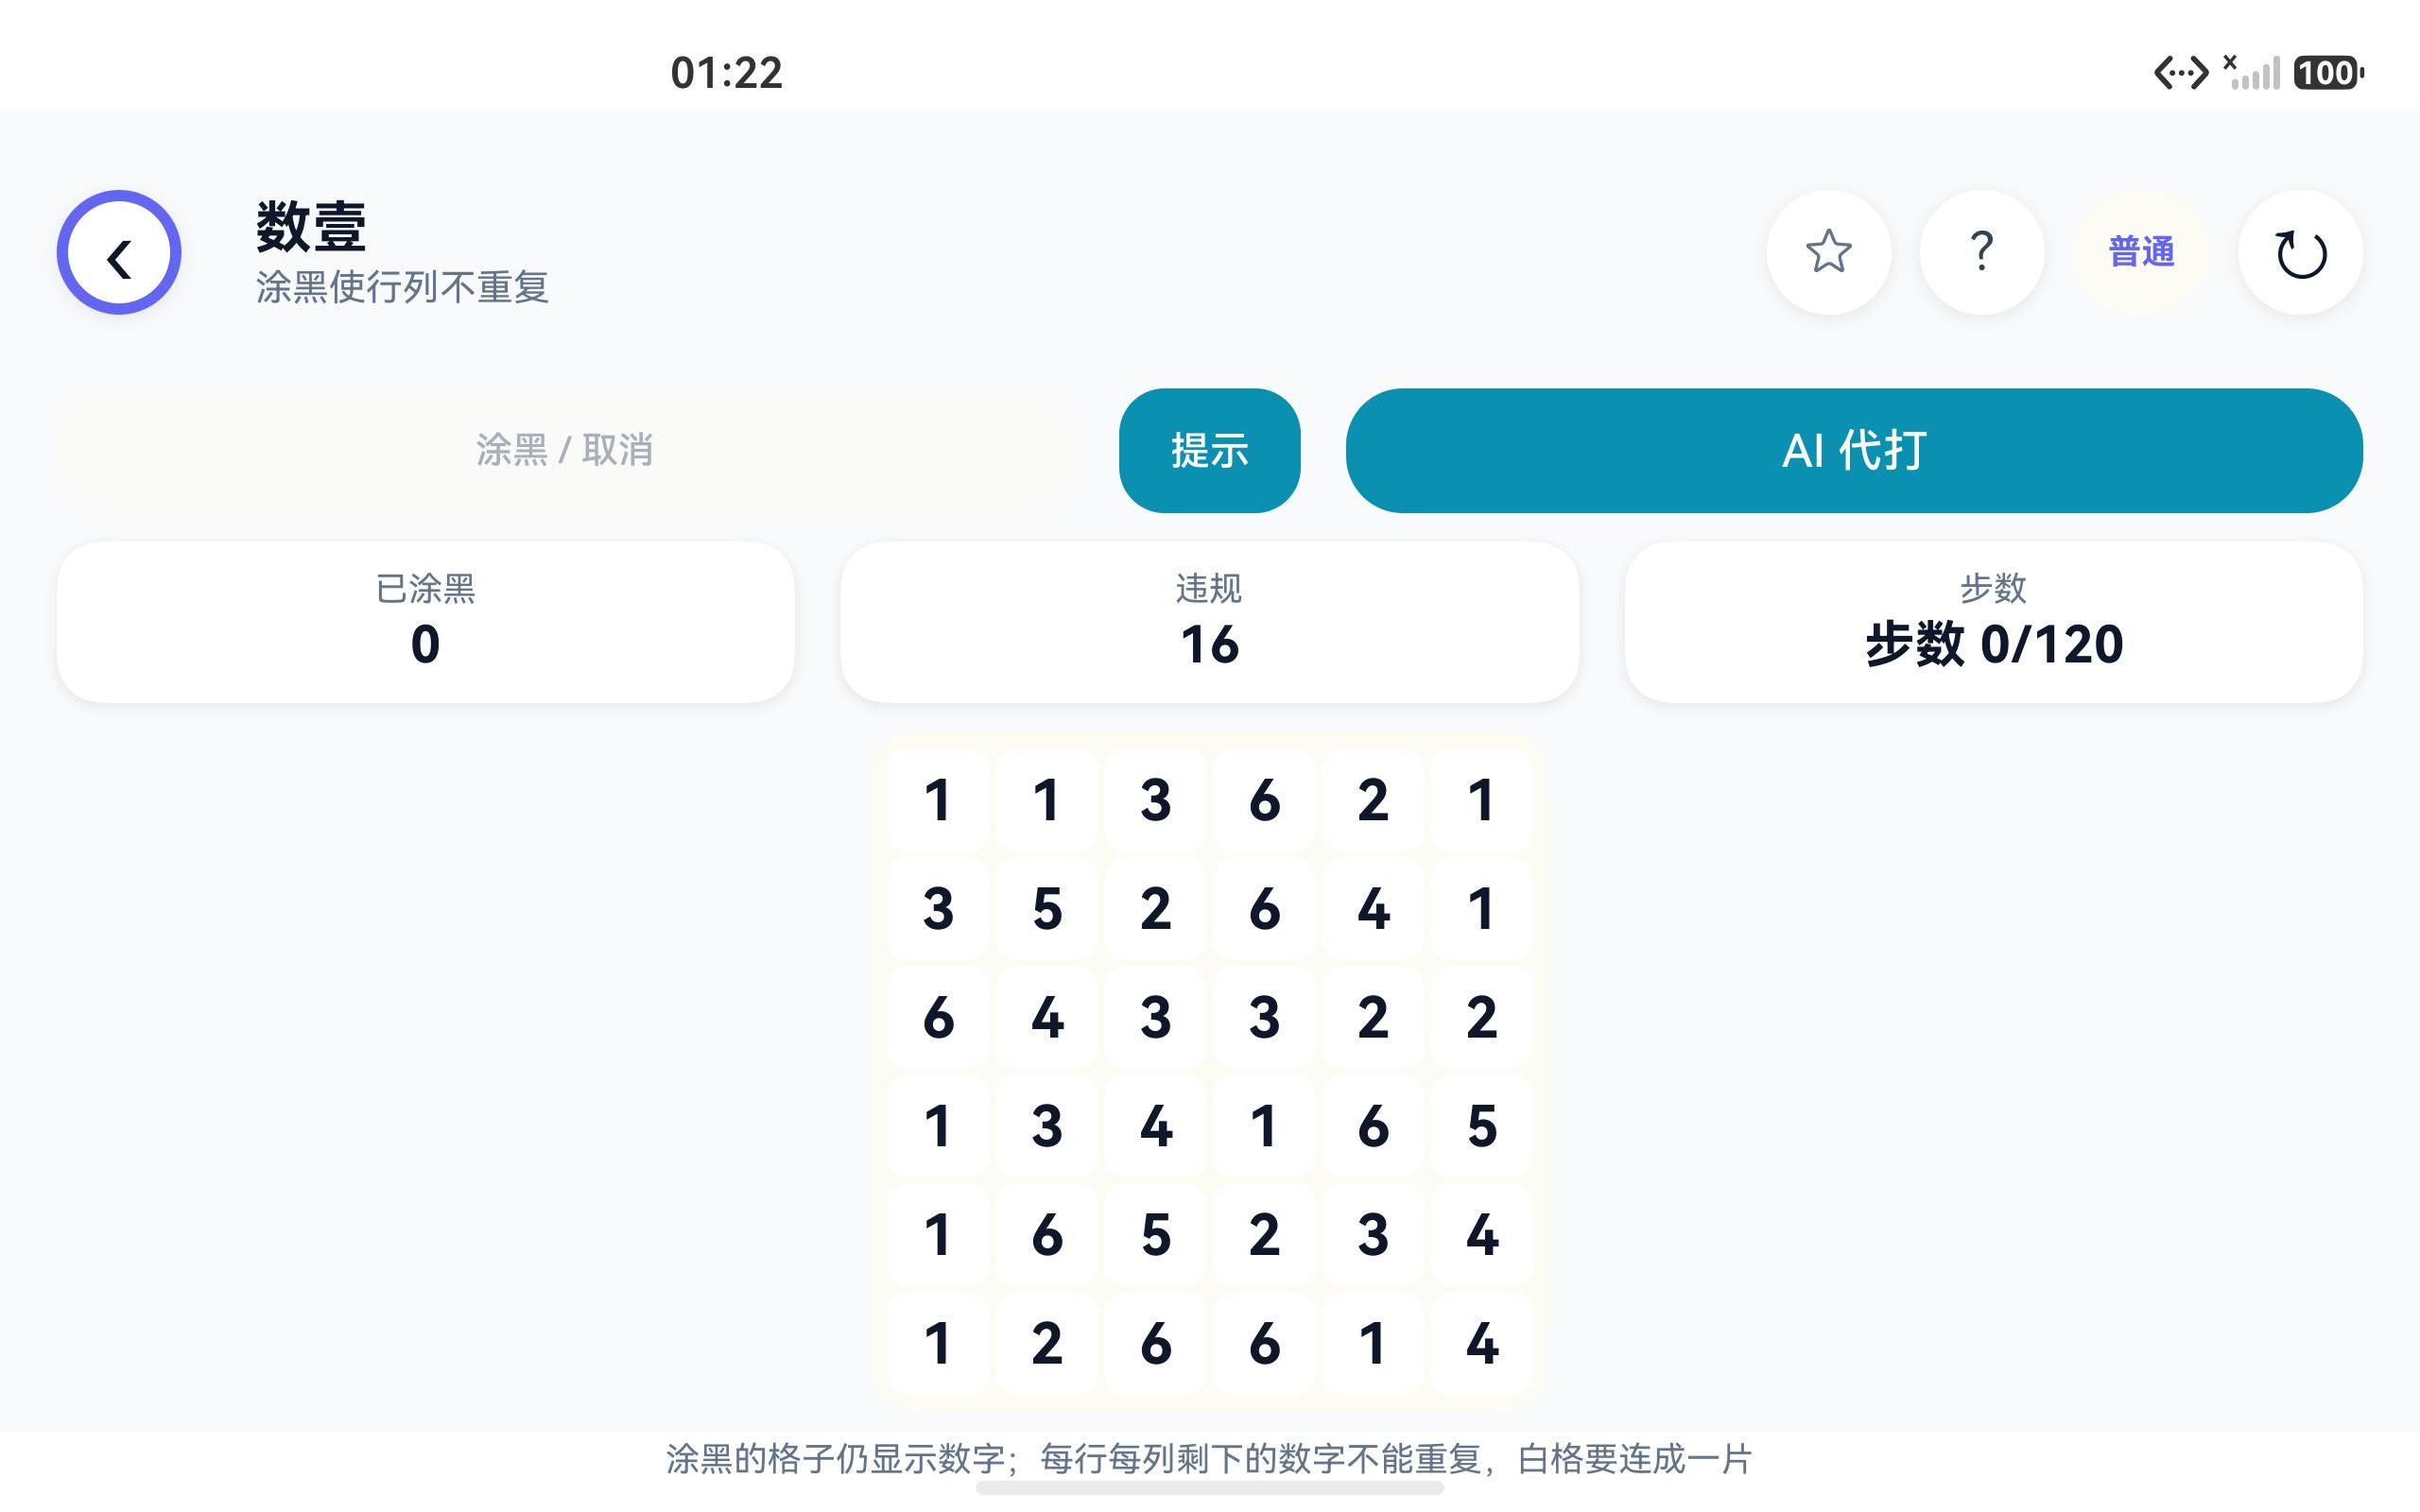 01:22
100
数壹
涂黑使行列不重复
?
普通
涂黑 / 取消
提示
AI 代打
已涂黑
0
违规
16
步数
步数 0/120
1 1 3 6 2 1
3 5 2 6 4 1
6 4 3 3 2 2
1 3 4 1 6 5
1 6 5 2 3 4
1 2 6 6 1 4
涂黑的格子仍显示数字；每行每列剩下的数字不能重复，白格要连成一片